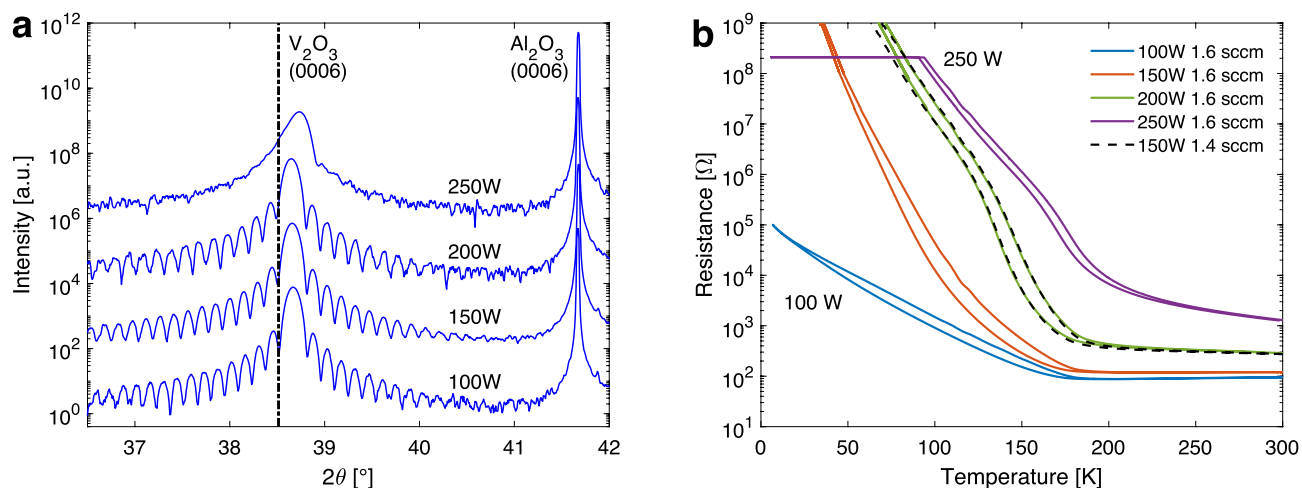 a
Intensity [a.u.]
10^12
10^10
10^8
10^6
10^4
10^2
10^0
V2O3
(0006)
Al2O3
(0006)
250W
200W
150W
100W
37
38
39
40
41
42
2θ [°]
b
Resistance [Ω]
10^9
10^8
10^7
10^6
10^5
10^4
10^3
10^2
10^1
250 W
100 W
100W 1.6 sccm
150W 1.6 sccm
200W 1.6 sccm
250W 1.6 sccm
150W 1.4 sccm
0
50
100
150
200
250
300
Temperature [K]